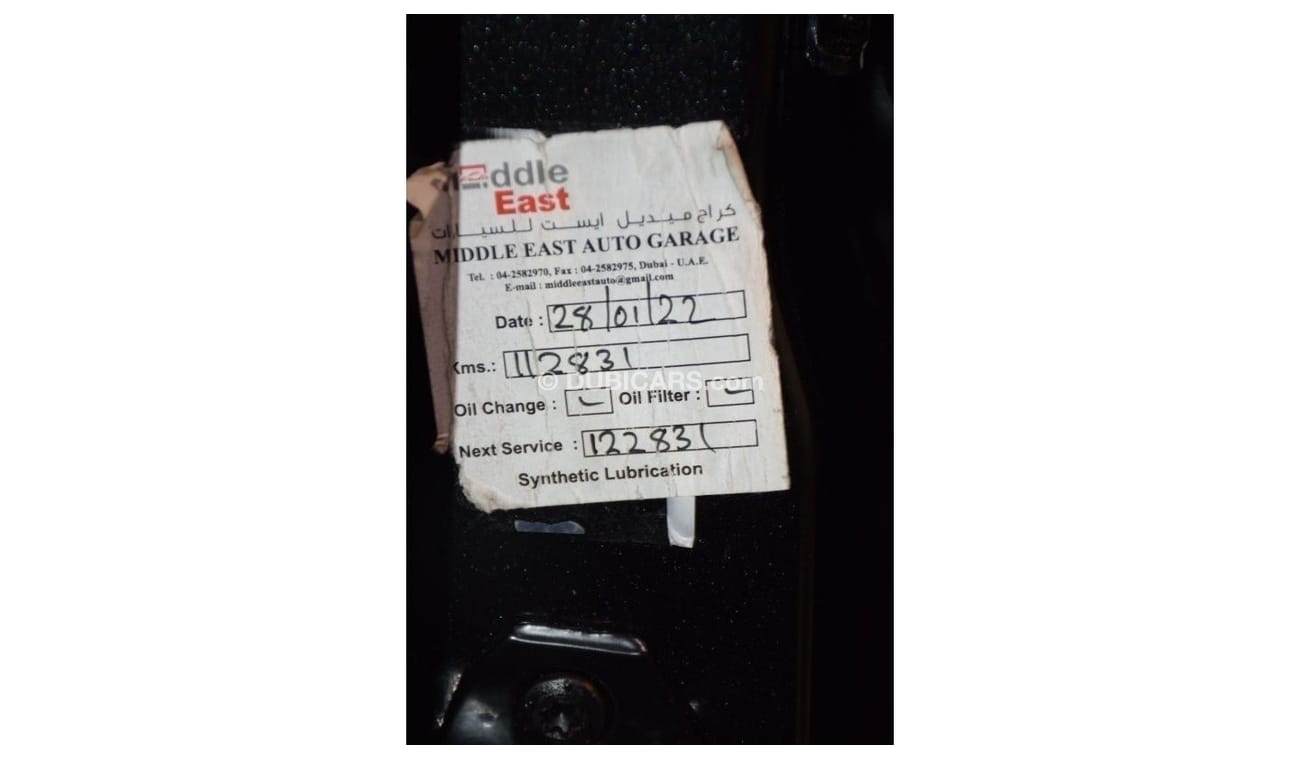 Middle
East
كراج ميديل ايست للسيارات
MIDDLE EAST AUTO GARAGE
Tel. : 04-2582970, Fax : 04-2582975, Dubai - U.A.E.
E-mail : middleeastauto@gmail.com
Date : 28/01/22
Kms.: 112831
© DUBICARS.com
Oil Change : ✓ Oil Filter : ✓
Next Service : 122831
Synthetic Lubrication